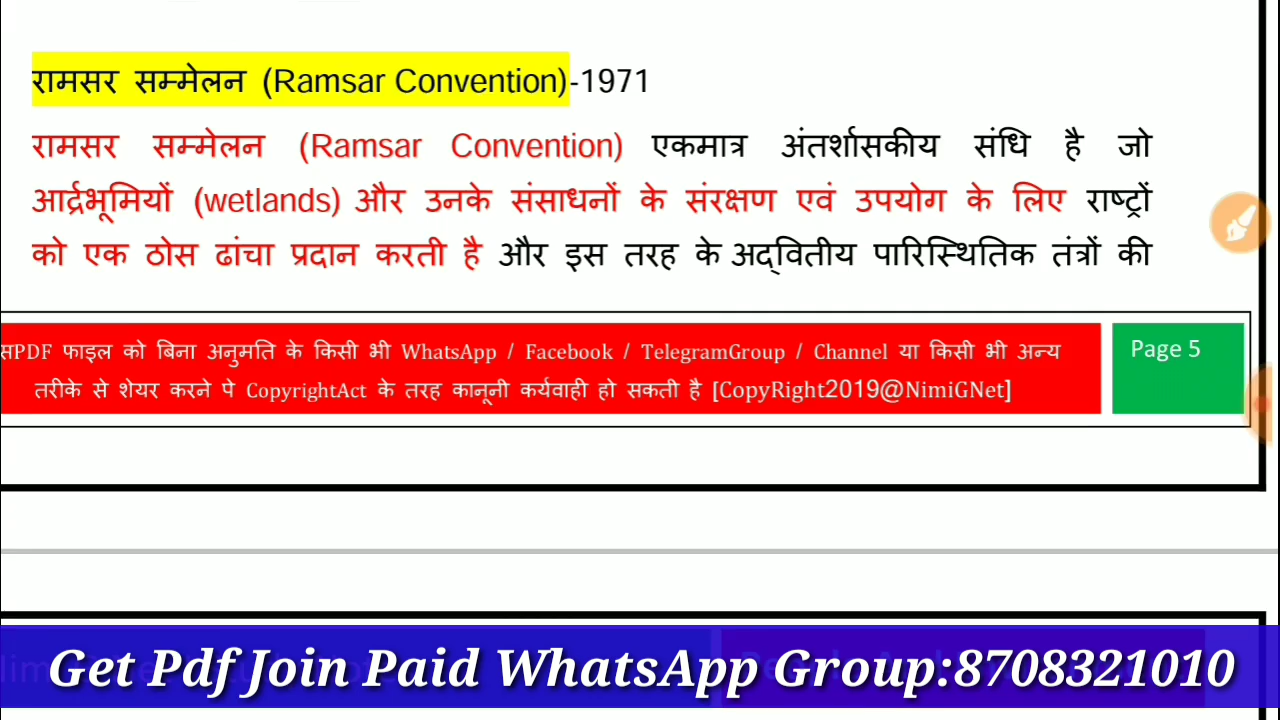 रामसर सम्मेलन (Ramsar Convention)-1971
रामसर सम्मेलन (Ramsar Convention) एकमात्र अंतर्शासकीय संधि है जो
आर्द्रभूमियों (wetlands) और उनके संसाधनों के संरक्षण एवं उपयोग के लिए राष्ट्रों
को एक ठोस ढांचा प्रदान करती है और इस तरह के अद्वितीय पारिस्थितिक तंत्रों की
PDF फाइल को बिना अनुमति के किसी भी WhatsApp / Facebook / TelegramGroup / Channel या किसी भी अन्य
तरीके से शेयर करने पे CopyrightAct के तरह कानूनी कर्यवाही हो सकती है [CopyRight2019@NimiGNet]
Page 5
Get Pdf Join Paid WhatsApp Group:8708321010